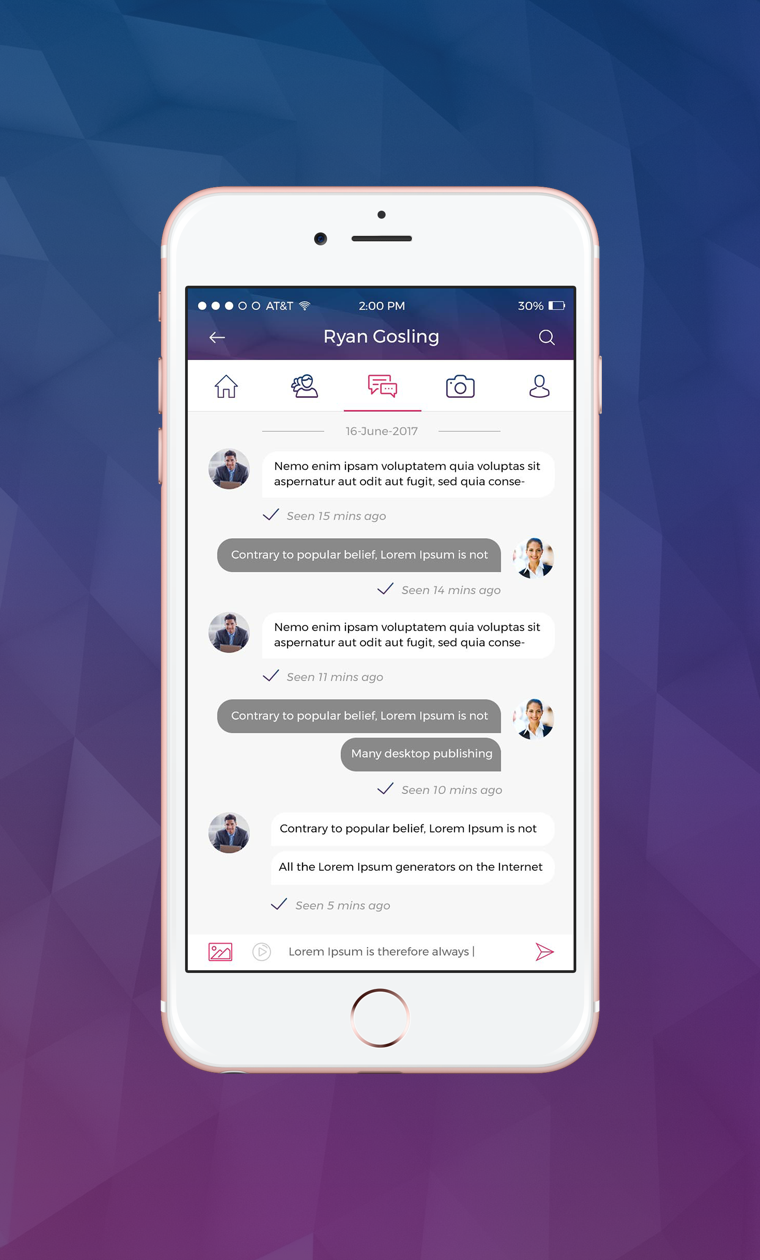 AT&T 2:00 PM 30%
Ryan Gosling
16-June-2017
Nemo enim ipsam voluptatem quia voluptas sit
aspernatur aut odit aut fugit, sed quia conse-
Seen 15 mins ago
Contrary to popular belief, Lorem Ipsum is not
Seen 14 mins ago
Nemo enim ipsam voluptatem quia voluptas sit
aspernatur aut odit aut fugit, sed quia conse-
Seen 11 mins ago
Contrary to popular belief, Lorem Ipsum is not
Many desktop publishing
Seen 10 mins ago
Contrary to popular belief, Lorem Ipsum is not
All the Lorem Ipsum generators on the Internet
Seen 5 mins ago
Lorem Ipsum is therefore always |